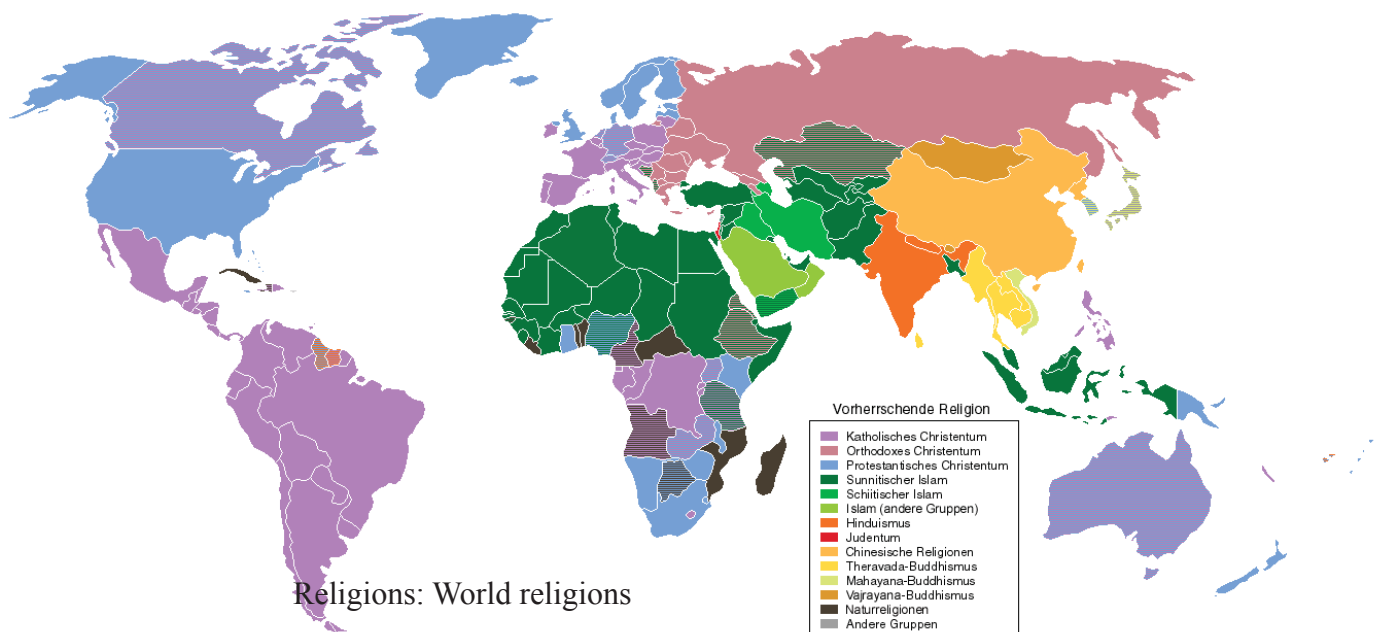 Vorherrschende Religion
Katholisches Christentum
Orthodoxes Christentum
Protestantisches Christentum
Sunnitischer Islam
Schiitischer Islam
Islam (andere Gruppen)
Hinduismus
Judentum
Chinesische Religionen
Theravada-Buddhismus
Mahayana-Buddhismus
Vajrayana-Buddhismus
Naturreligionen
Andere Gruppen
Religions: World religions